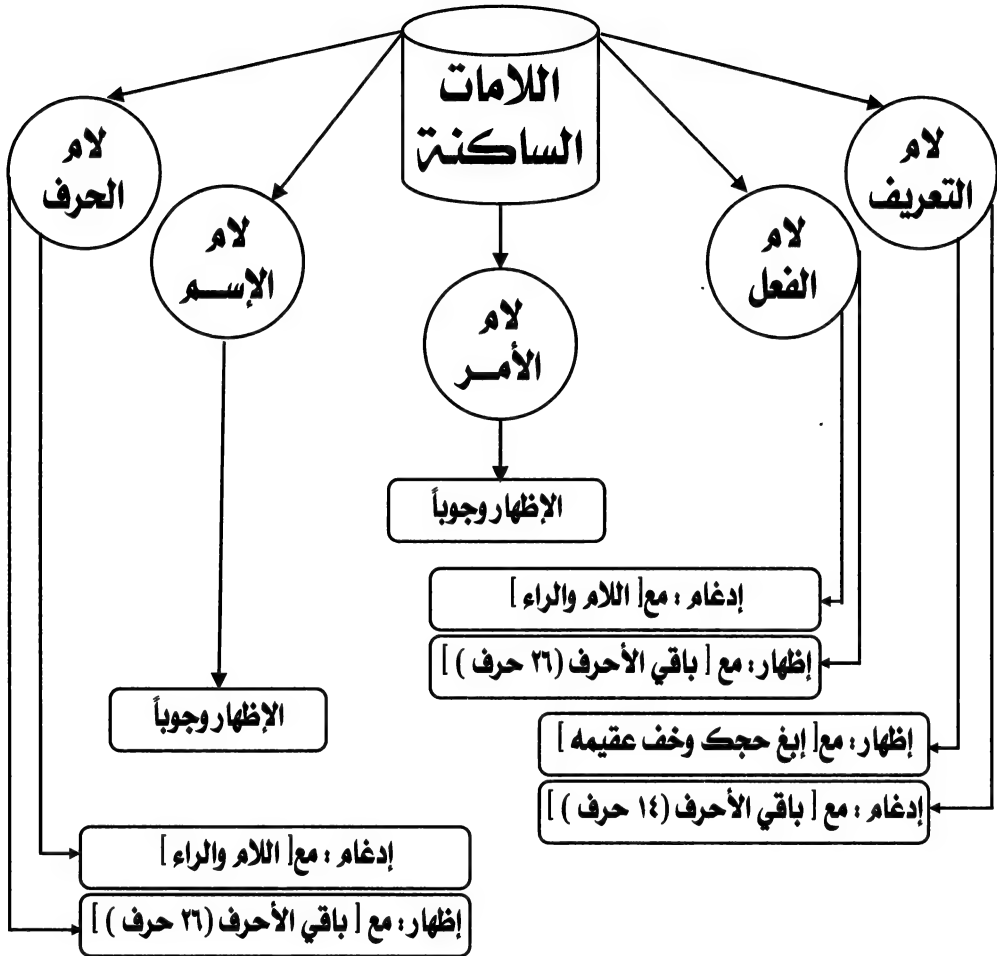 اللامات
الساكنة
لام
التعريف
لام
الفعل
لام
الأمـر
لام
الإســم
لام
الحرف
الإظهار وجوباً
إدغام : مع [ اللام والراء ]
إظهار : مع [ باقي الأحرف (٢٦ حرف ) ]
الإظهار وجوباً
إظهار : مع [ إبغ حجك وخف عقيمه ]
إدغام : مع [ باقي الأحرف (١٤ حرف ) ]
إدغام : مع [ اللام والراء ]
إظهار : مع [ باقي الأحرف (٢٦ حرف ) ]